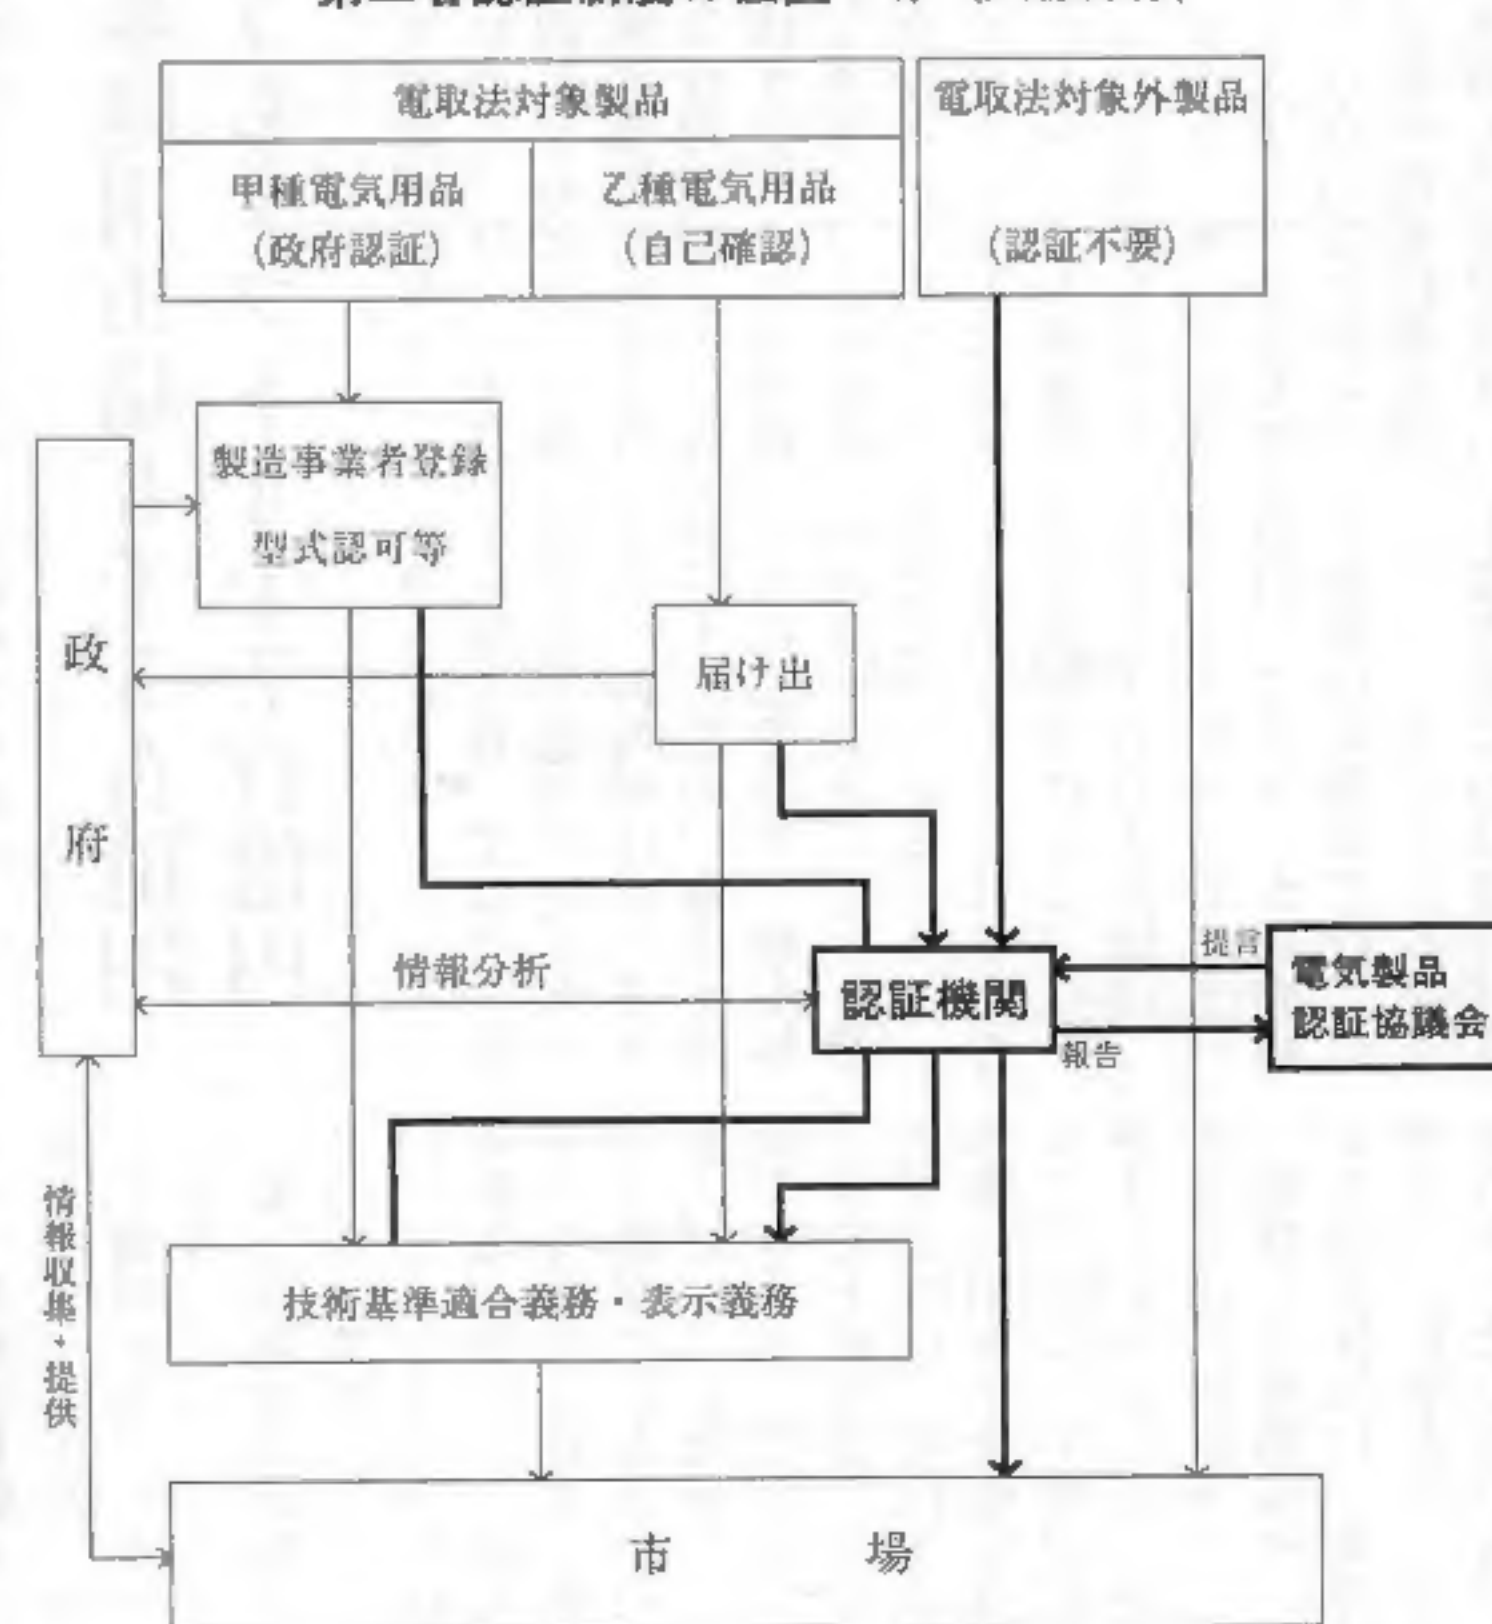 電取法対象製品
電取法対象外製品
甲種電気用品
(政府認証)
乙種電気用品
(自己確認)
(認証不要)
製造事業者登録
型式認可等
政府
届け出
情報分析
認証機関
提言
報告
電気製品
認証協議会
情報収集・提供
技術基準適合義務・表示義務
市場